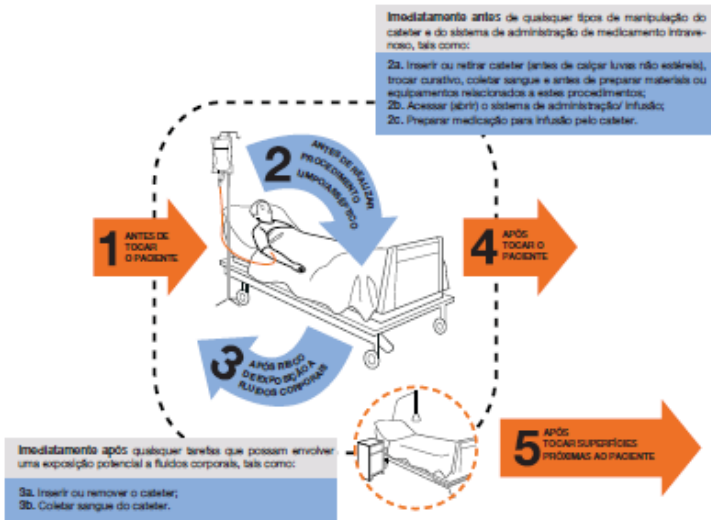 Imediatamente antes de quaisquer tipos de manipulação do
cateter e do sistema de administração de medicamento intrave-
noso, tais como:
2a. Inserir ou retirar cateter (antes de calçar luvas não estéreis),
trocar curativo, coletar sangue e antes de preparar materiais ou
equipamentos relacionados a estes procedimentos;
2b. Acessar (abrir) o sistema de administração/ infusão;
2c. Preparar medicação para infusão pelo cateter.
2
ANTES DE REALIZAR
PROCEDIMENTO
LIMPO/ASSÉPTICO
1
ANTES DE
TOCAR
O PACIENTE
4
APÓS
TOCAR O
PACIENTE
3
APÓS RISCO
DE EXPOSIÇÃO A
FLUIDOS CORPORAIS
5
APÓS
TOCAR SUPERFÍCIES
PRÓXIMAS AO PACIENTE
Imediatamente após quaisquer tarefas que possam envolver
uma exposição potencial a fluidos corporais, tais como:
3a. Inserir ou remover o cateter;
3b. Coletar sangue do cateter.